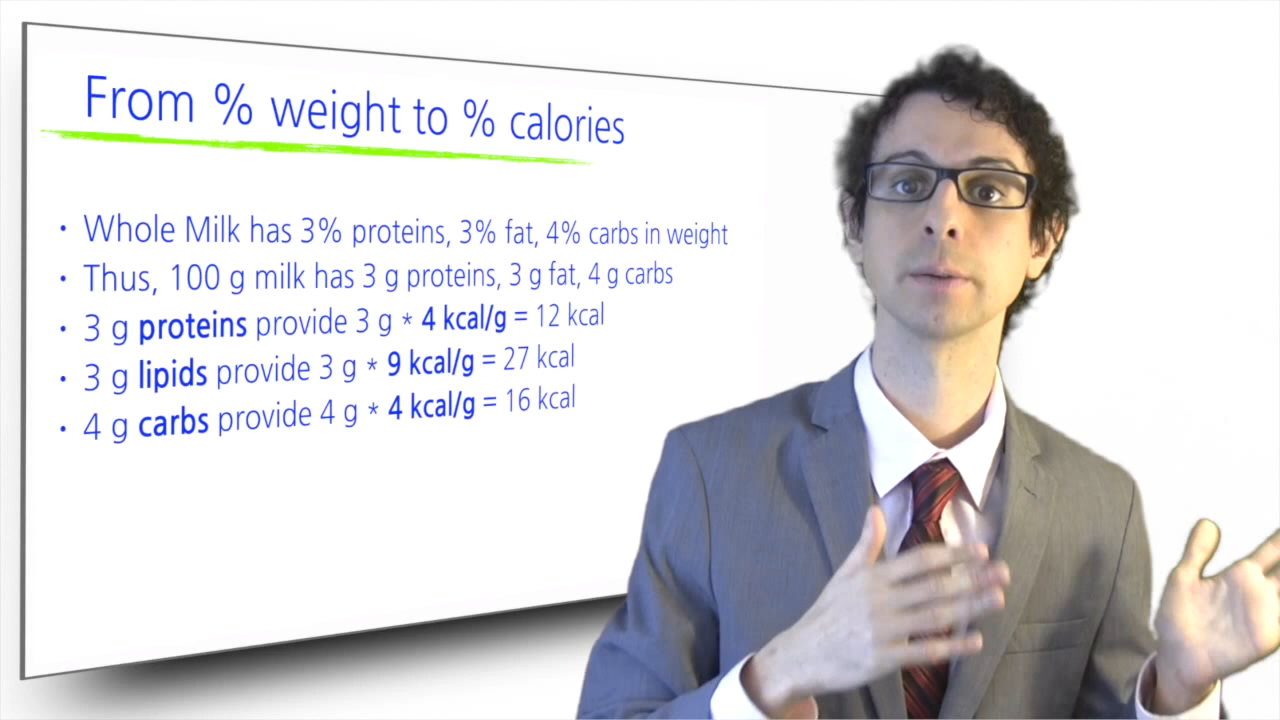 From % weight to % calories
• Whole Milk has 3% proteins, 3% fat, 4% carbs in weight
• Thus, 100 g milk has 3 g proteins, 3 g fat, 4 g carbs
• 3 g proteins provide 3 g * 4 kcal/g = 12 kcal
• 3 g lipids provide 3 g * 9 kcal/g = 27 kcal
• 4 g carbs provide 4 g * 4 kcal/g = 16 kcal